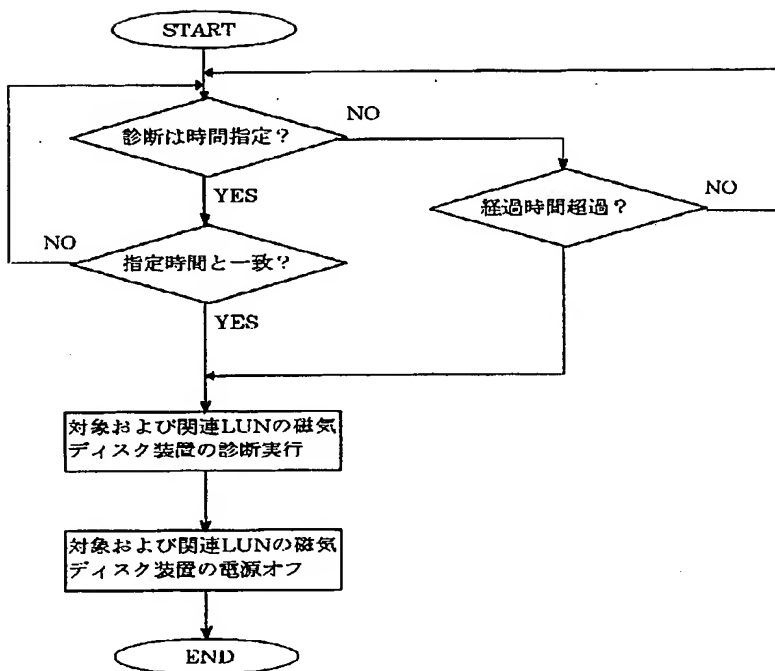 START
診断は時間指定？
NO
YES
経過時間超過？
NO
NO
指定時間と一致？
YES
対象および関連LUNの磁気
ディスク装置の診断実行
対象および関連LUNの磁気
ディスク装置の電源オフ
END